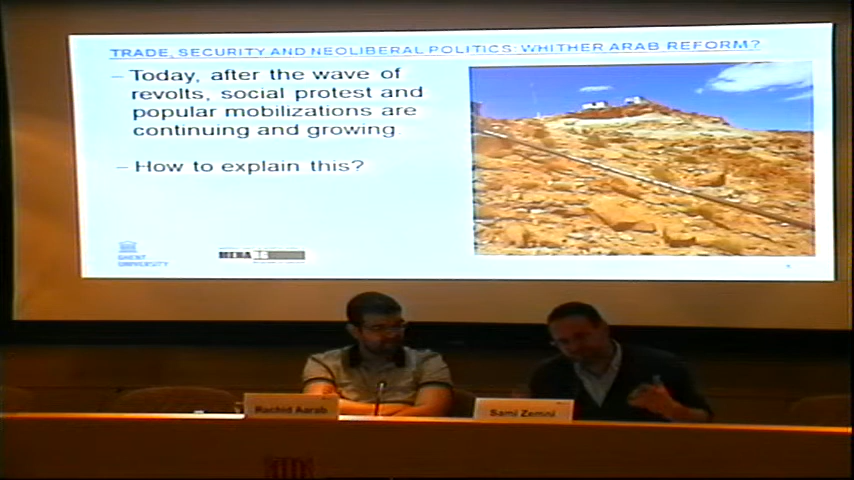 TRADE, SECURITY AND NEOLIBERAL POLITICS: WHITHER ARAB REFORM?
– Today, after the wave of
revolts, social protest and
popular mobilizations are
continuing and growing
– How to explain this?
GHENT
UNIVERSITY
MENA
Rachid Aarab
Sami Zemni